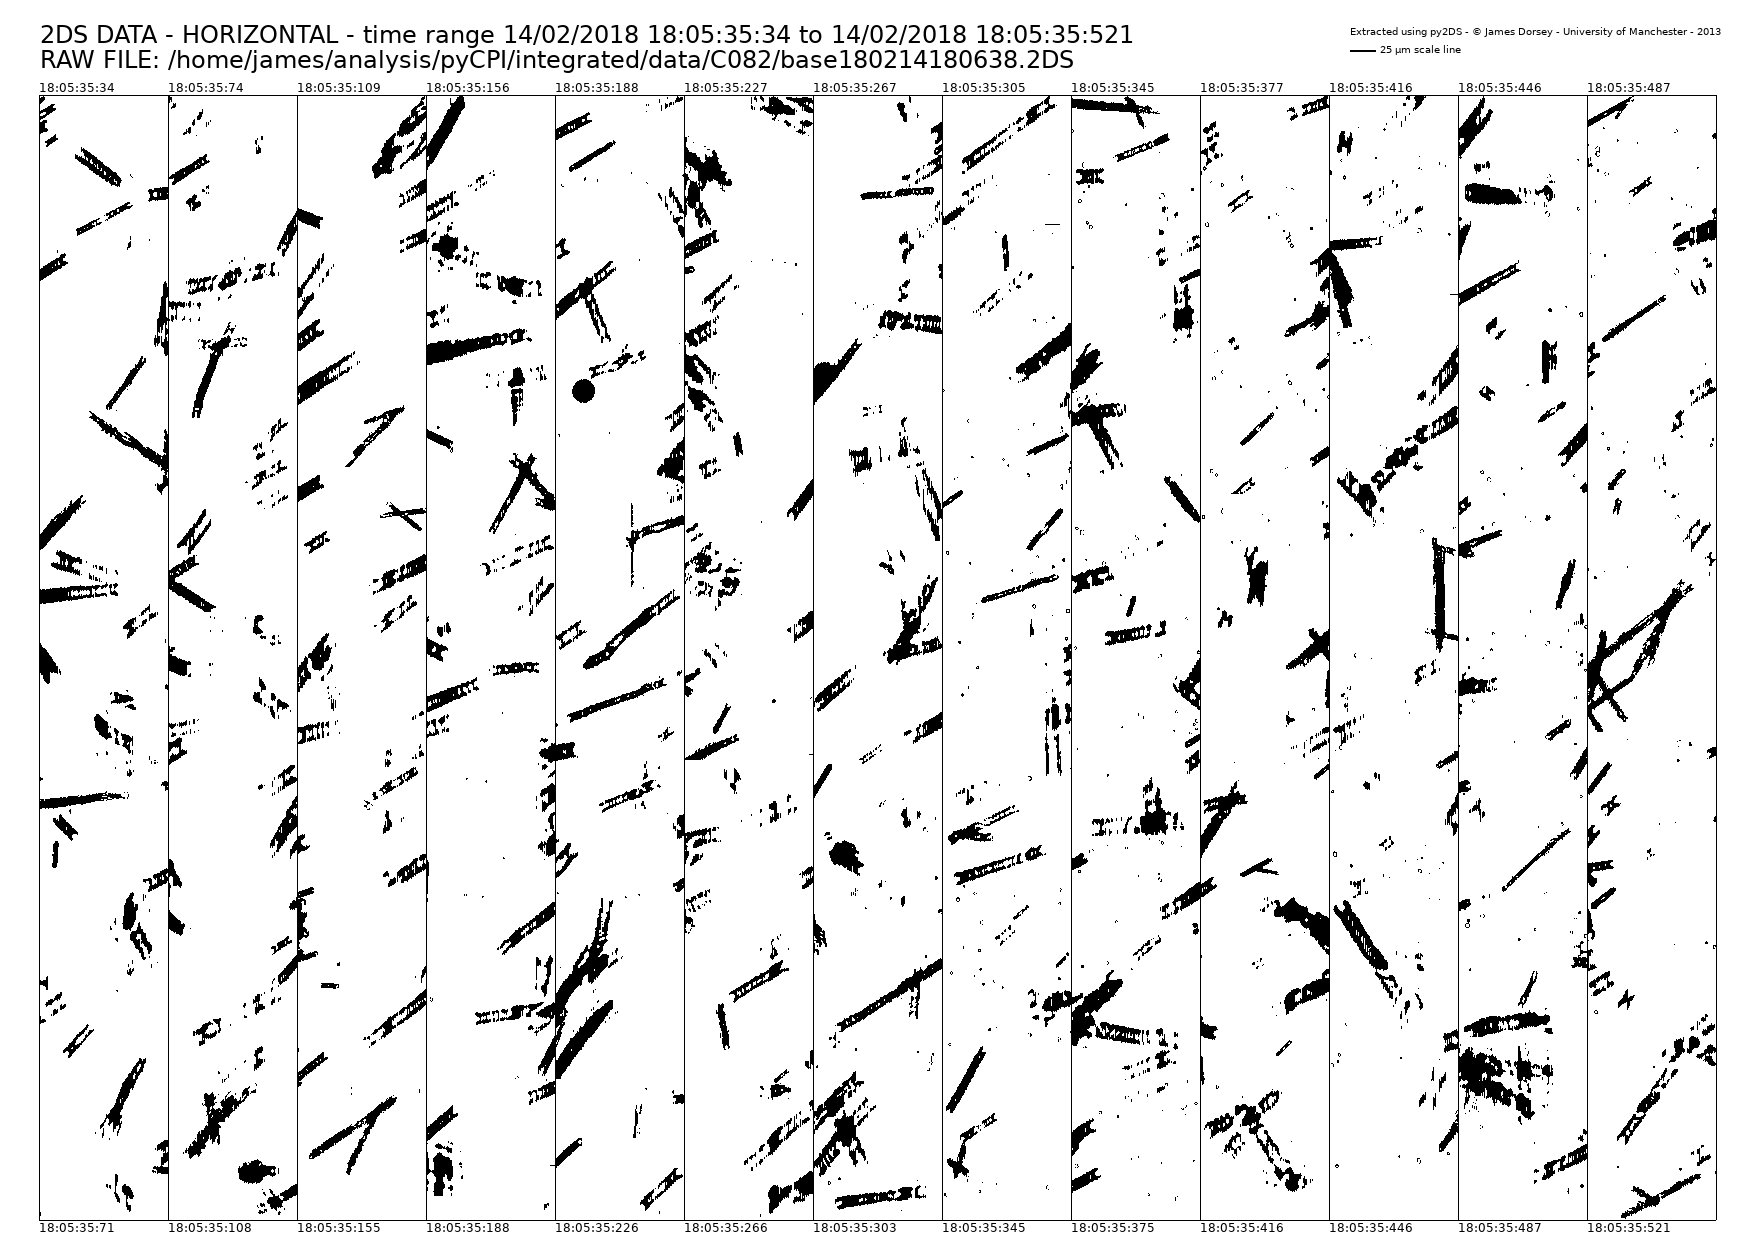 2DS DATA - HORIZONTAL - time range 14/02/2018 18:05:35:34 to 14/02/2018 18:05:35:521
RAW FILE: /home/james/analysis/pyCPI/integrated/data/C082/base180214180638.2DS
Extracted using py2DS - © James Dorsey - University of Manchester - 2013
25 µm scale line
18:05:35:34 18:05:35:74 18:05:35:109 18:05:35:156 18:05:35:188 18:05:35:227 18:05:35:267 18:05:35:305 18:05:35:345 18:05:35:377 18:05:35:416 18:05:35:446 18:05:35:487
18:05:35:71 18:05:35:108 18:05:35:155 18:05:35:188 18:05:35:226 18:05:35:266 18:05:35:303 18:05:35:345 18:05:35:375 18:05:35:416 18:05:35:446 18:05:35:487 18:05:35:521